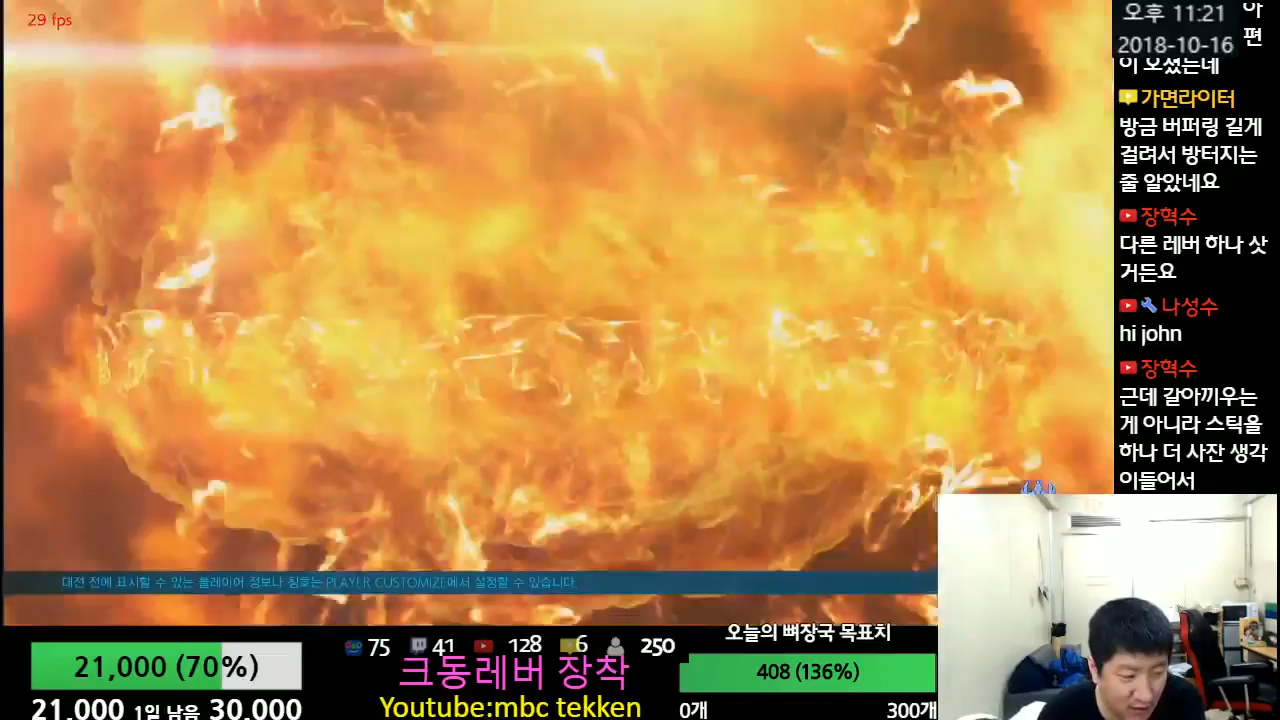 29 fps
오후 11:21
2018-10-16
편
이 오셨는데
가면라이터
방금 버퍼링 길게
걸려서 방터지는
줄 알았네요
장혁수
다른 레버 하나 삿
거든요
나성수
hi john
장혁수
근데 갈아끼우는
게 아니라 스틱을
하나 더 사잔 생각
이들어서
대전 전에 표시할 수 있는 플레이어 정보나 칭호는 PLAYER CUSTOMIZE에서 설정할 수 있습니다.
75 41 128 6 250
21,000 (70%)
21,000 1일 남음 30,000
크동레버 장착
Youtube:mbc tekken
오늘의 뼈장국 목표치
408 (136%)
0개 300개